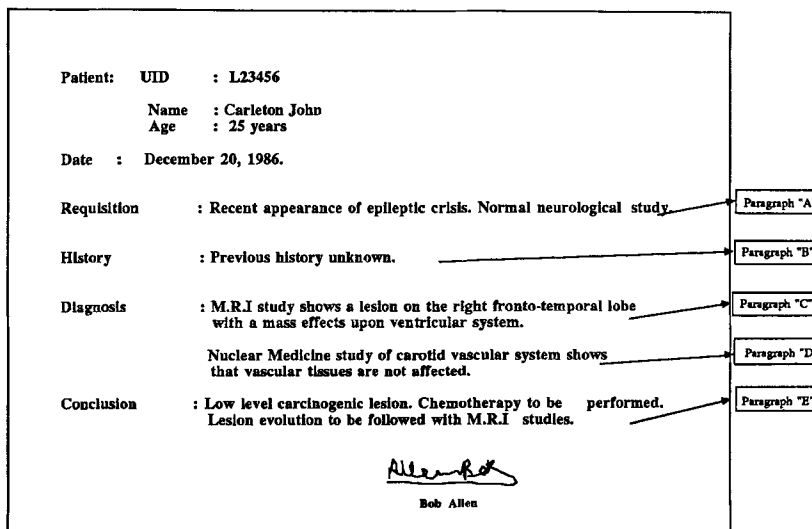 Patient: UID : L23456
Name : Carleton John
Age : 25 years
Date : December 20, 1986.
Requisition : Recent appearance of epileptic crisis. Normal neurological study.
Paragraph "A
History : Previous history unknown.
Paragraph "B"
Diagnosis : M.R.I study shows a lesion on the right fronto-temporal lobe
with a mass effects upon ventricular system.
Paragraph "C"
Nuclear Medicine study of carotid vascular system shows
that vascular tissues are not affected.
Paragraph "D
Conclusion : Low level carcinogenic lesion. Chemotherapy to be performed.
Lesion evolution to be followed with M.R.I studies.
Paragraph "E"
Allen Bob
Bob Allen